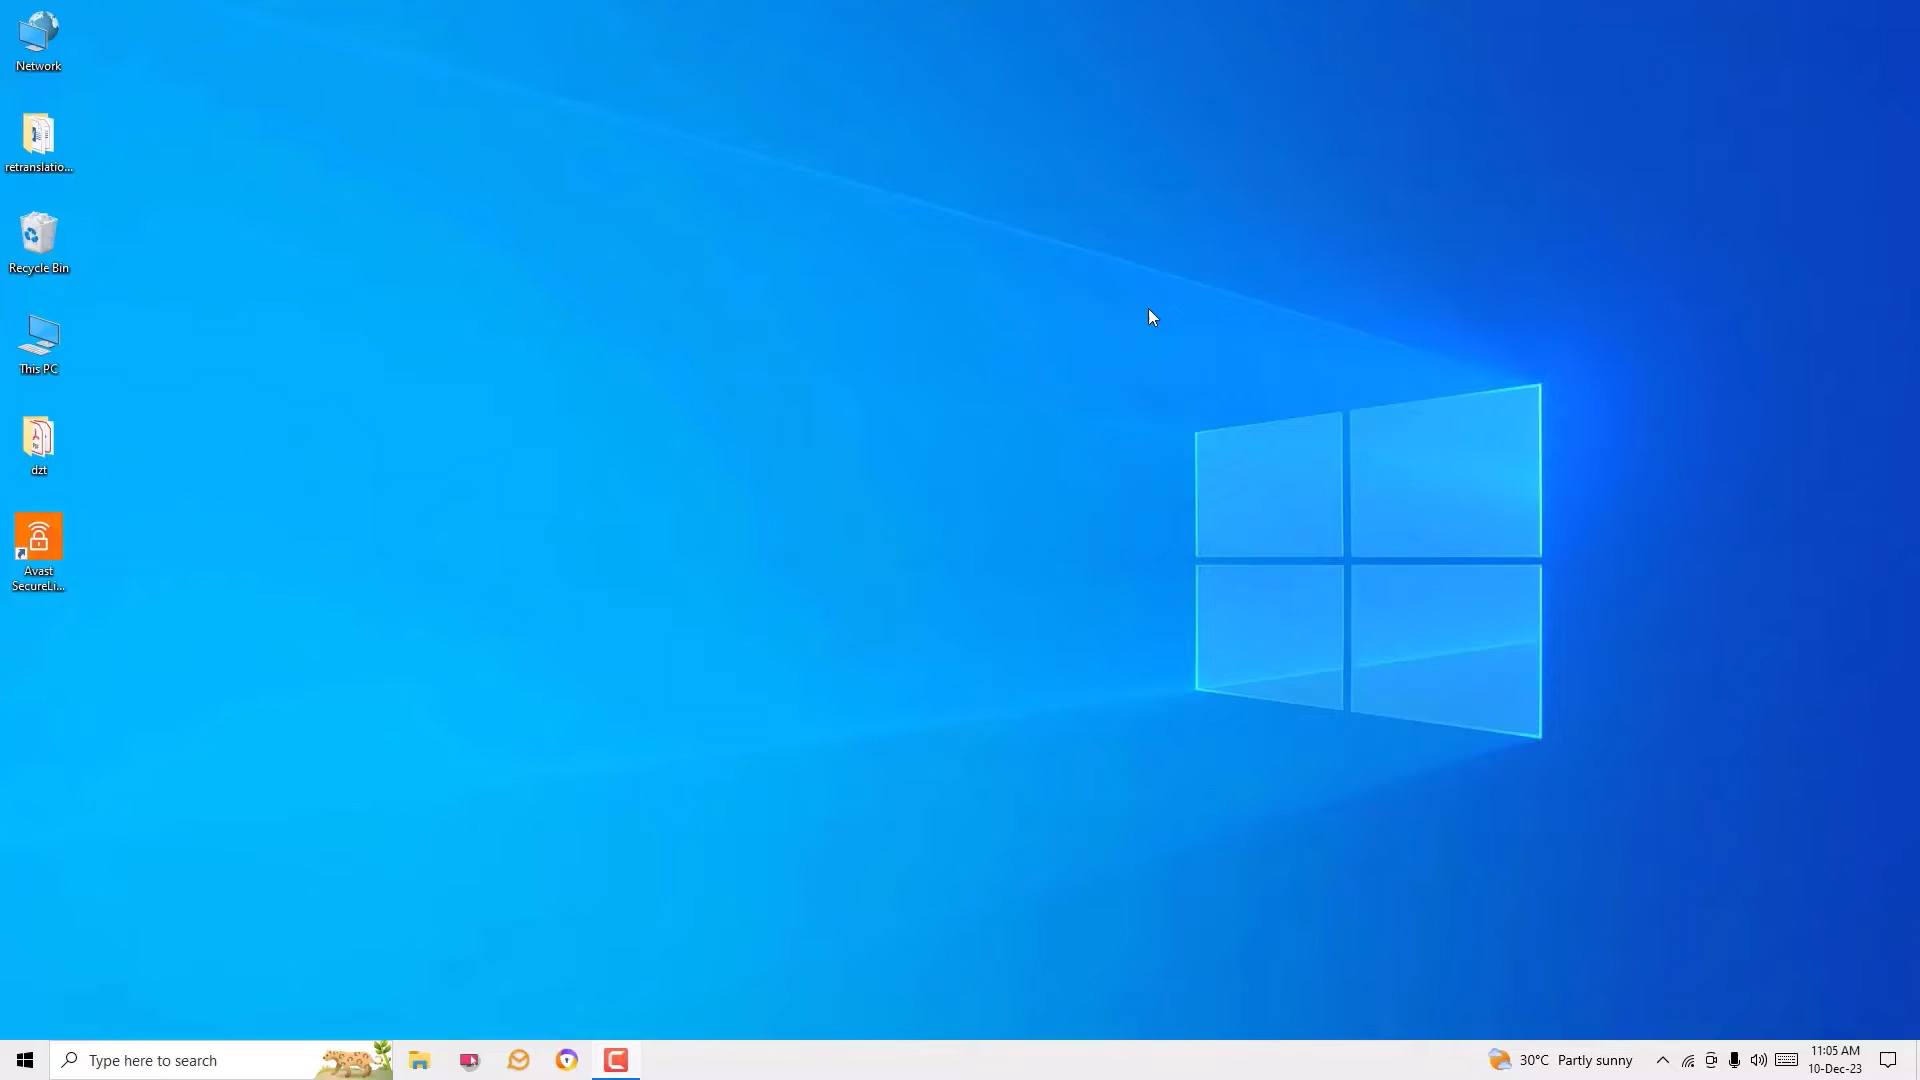 Network
retranslatio...
Recycle Bin
This PC
dzt
Avast
SecureLi...
Type here to search
30°C Partly sunny
11:05 AM
10-Dec-23